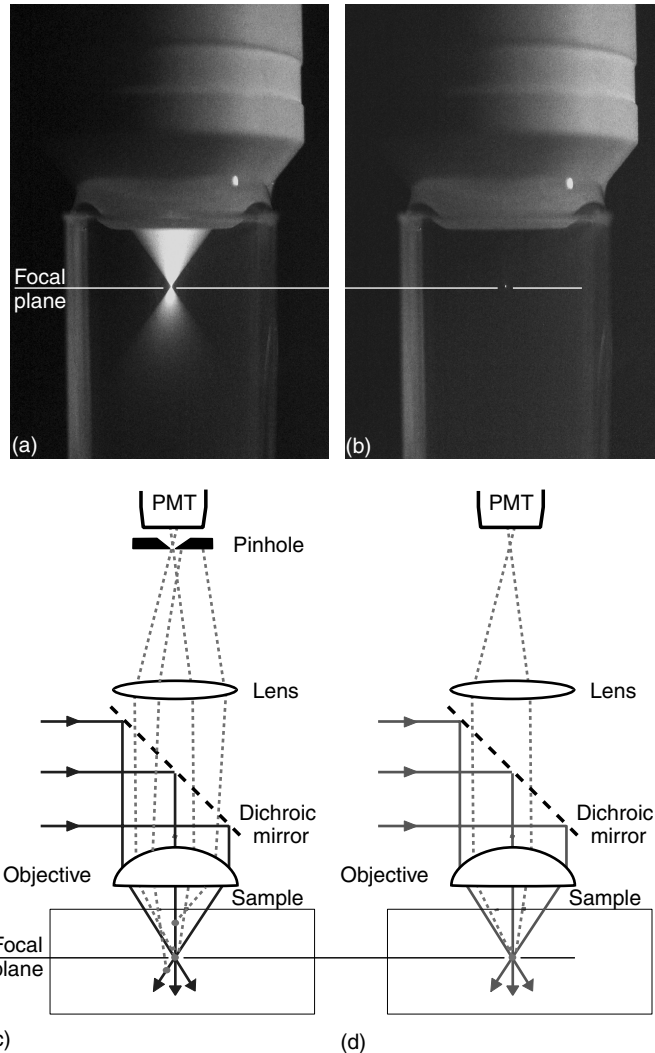 Focal
plane
(a)
(b)
PMT
PMT
Pinhole
Lens
Lens
Dichroic
mirror
Dichroic
mirror
Objective
Sample
Objective
Sample
Focal
plane
c)
(d)